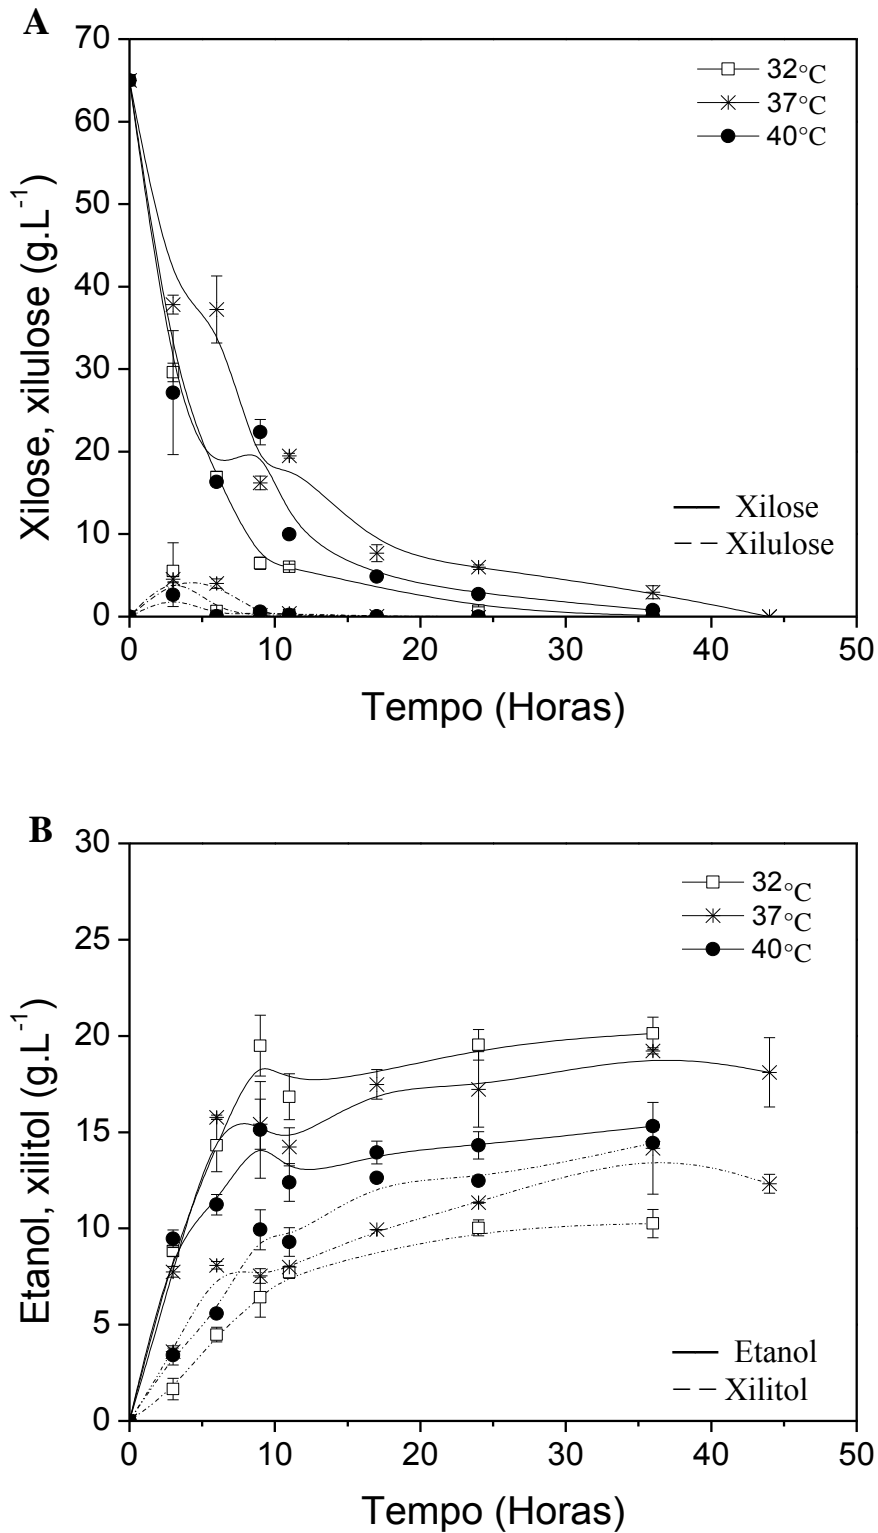 A
70
60
50
40
30
20
10
0
Xilose, xilulose (g.L-1)
32°C
37°C
40°C
Xilose
Xilulose
0 10 20 30 40 50
Tempo (Horas)
B
30
25
20
15
10
5
0
Etanol, xilitol (g.L-1)
32°C
37°C
40°C
Etanol
Xilitol
0 10 20 30 40 50
Tempo (Horas)